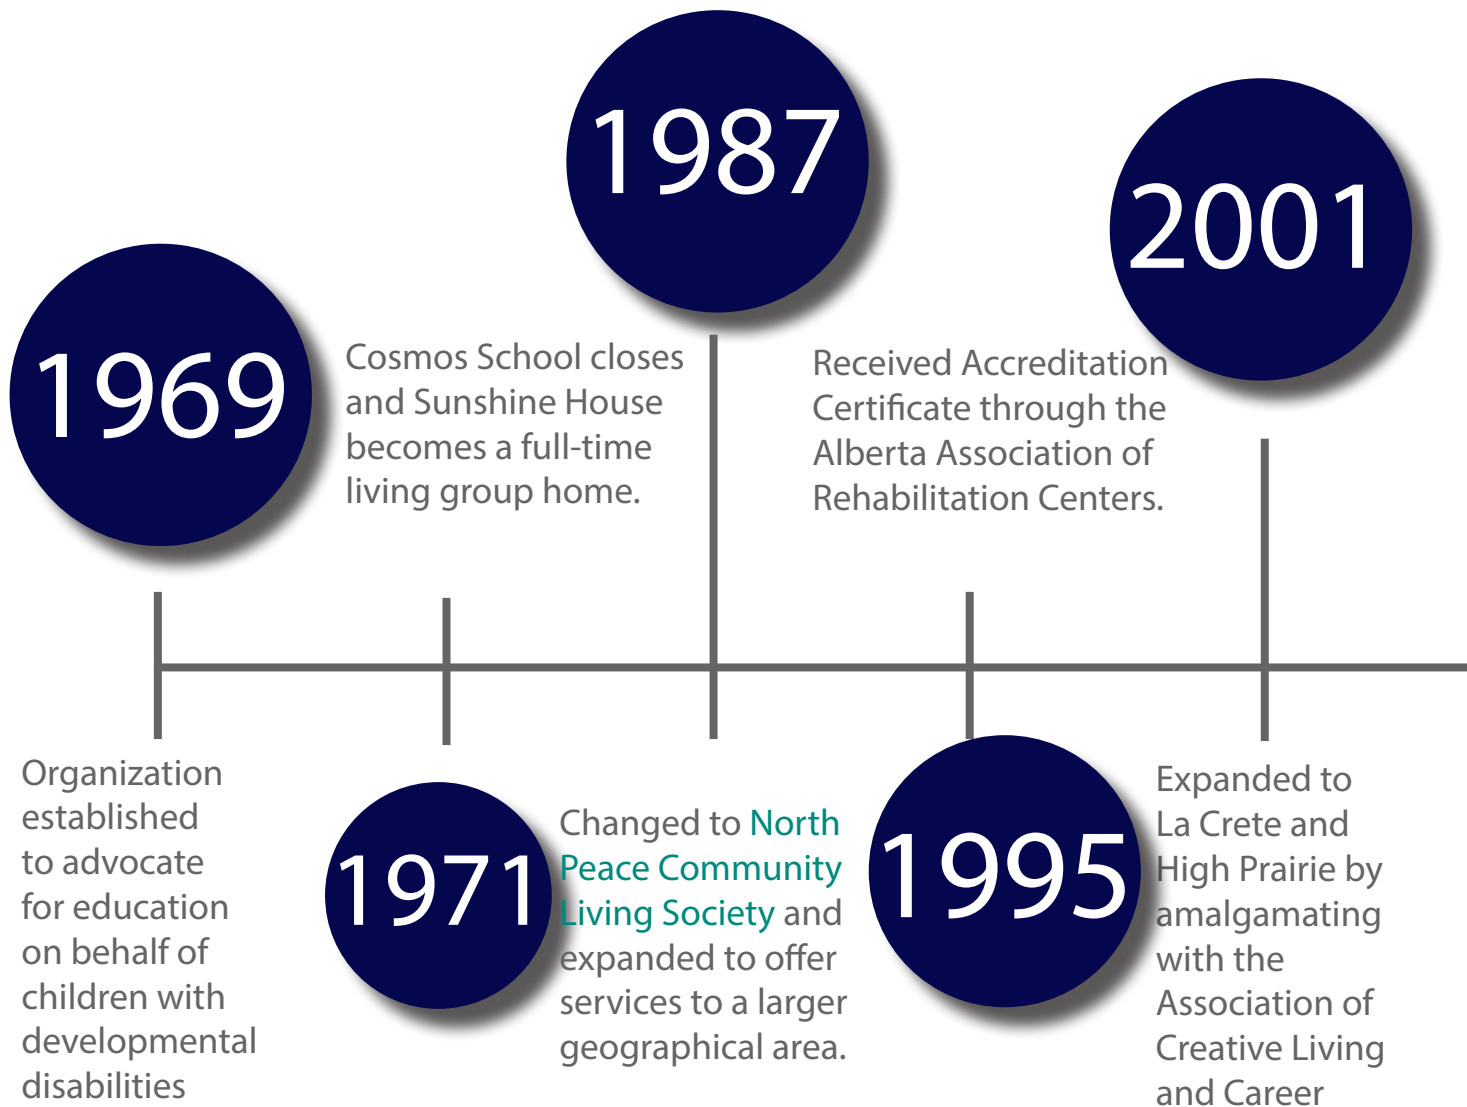 1969
Organization
established
to advocate
for education
on behalf of
children with
developmental
disabilities
Cosmos School closes
and Sunshine House
becomes a full-time
living group home.
1971
1987
Changed to North
Peace Community
Living Society and
expanded to offer
services to a larger
geographical area.
Received Accreditation
Certificate through the
Alberta Association of
Rehabilitation Centers.
1995
2001
Expanded to
La Crete and
High Prairie by
amalgamating
with the
Association of
Creative Living
and Career